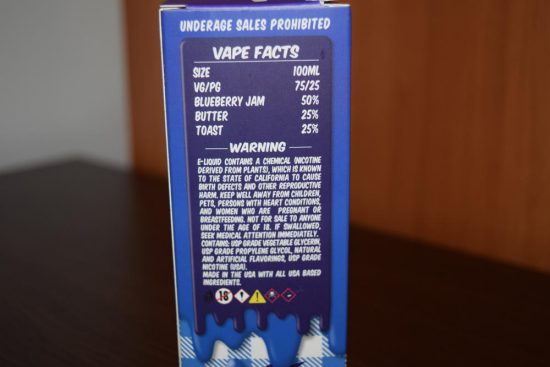 UNDERAGE SALES PROHIBITED
VAPE FACTS
SIZE 100ML
VG/PG 75/25
BLUEBERRY JAM 50%
BUTTER 25%
TOAST 25%
WARNING
E-LIQUID CONTAINS A CHEMICAL (NICOTINE
DERIVED FROM PLANTS), WHICH IS KNOWN
TO THE STATE OF CALIFORNIA TO CAUSE
BIRTH DEFECTS AND OTHER REPRODUCTIVE
HARM. KEEP WELL AWAY FROM CHILDREN,
PETS, PERSONS WITH HEART CONDITIONS,
AND WOMEN WHO ARE PREGNANT OR
BREASTFEEDING. NOT FOR SALE TO ANYONE
UNDER THE AGE OF 18. IF SWALLOWED,
SEEK MEDICAL ATTENTION IMMEDIATELY.
CONTAINS: USP GRADE VEGETABLE GLYCERIN,
USP GRADE PROPYLENE GLYCOL, NATURAL
AND ARTIFICIAL FLAVORINGS, USP GRADE
NICOTINE (USA).
MADE IN THE USA WITH ALL USA BASED
INGREDIENTS.
18